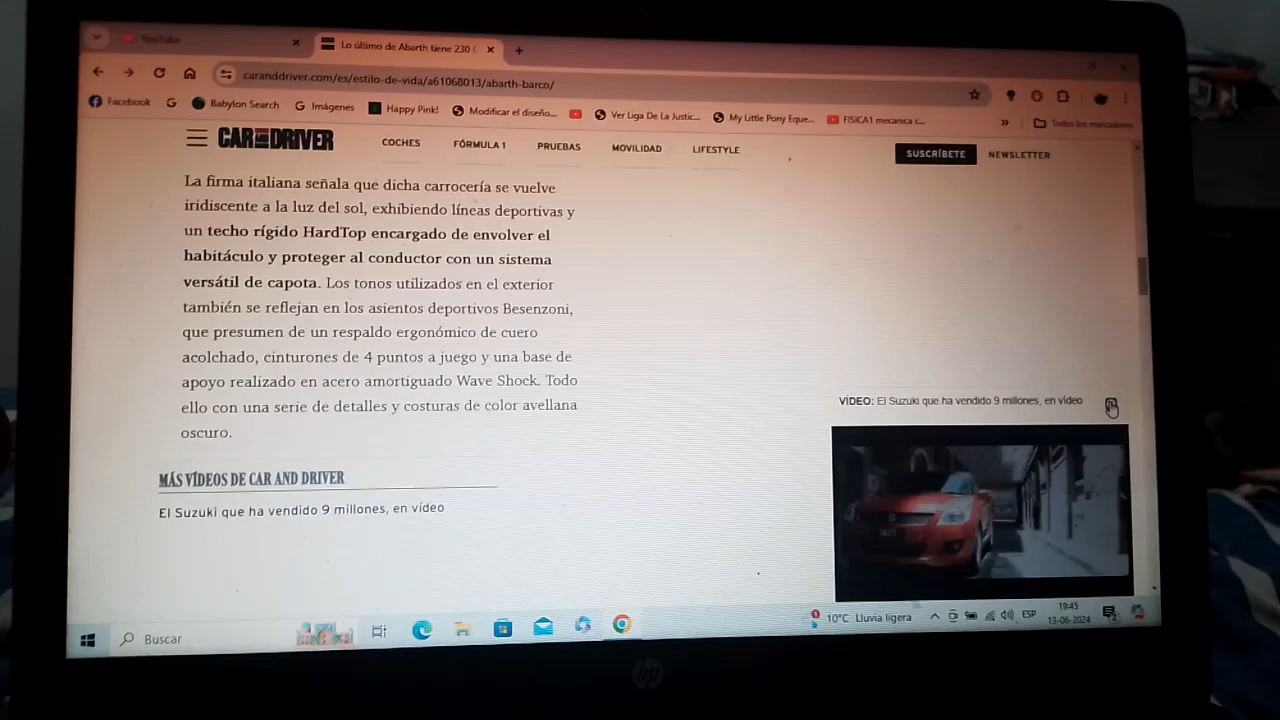 YouTube
Lo último de Abarth tiene 230 C
caranddriver.com/es/estilo-de-vida/a61068013/abarth-barco/
Facebook
G
Babylon Search
Imágenes
Happy Pink!
Modificar el diseño...
Ver Liga De La Justic...
My Little Pony Eque...
FISICA1 mecanica c...
»
Todos los marcadores
CAR AND DRIVER
COCHES
FÓRMULA 1
PRUEBAS
MOVILIDAD
LIFESTYLE
SUSCRÍBETE
NEWSLETTER
La firma italiana señala que dicha carrocería se vuelve
iridiscente a la luz del sol, exhibiendo líneas deportivas y
un techo rígido HardTop encargado de envolver el
habitáculo y proteger al conductor con un sistema
versátil de capota. Los tonos utilizados en el exterior
también se reflejan en los asientos deportivos Besenzoni,
que presumen de un respaldo ergonómico de cuero
acolchado, cinturones de 4 puntos a juego y una base de
apoyo realizado en acero amortiguado Wave Shock. Todo
ello con una serie de detalles y costuras de color avellana
oscuro.
MÁS VÍDEOS DE CAR AND DRIVER
El Suzuki que ha vendido 9 millones, en vídeo
VÍDEO: El Suzuki que ha vendido 9 millones, en vídeo
Buscar
10°C Lluvia ligera
ESP
19:45
13-06-2024
hp